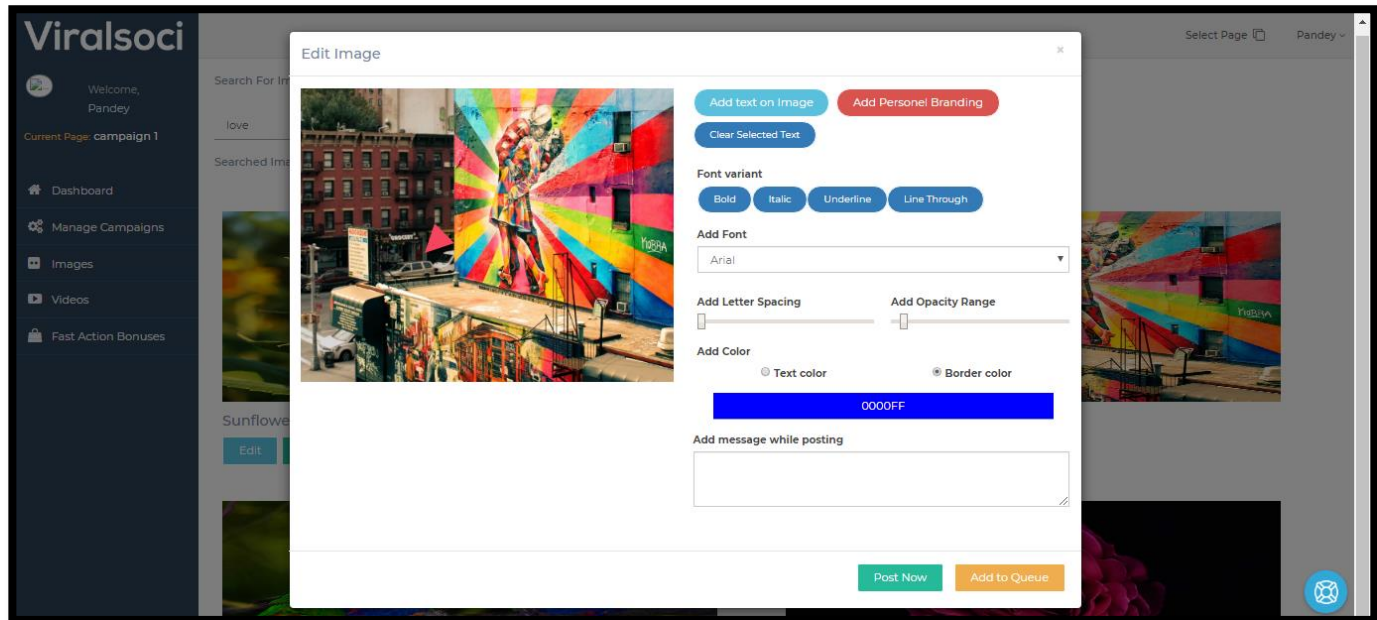 Viralsoci
Select Page
Pandey
Welcome,
Pandey
Current Page: campaign 1
Dashboard
Manage Campaigns
Images
Videos
Fast Action Bonuses
Search For Im
love
Searched Ima
Sunflowe
Edit
Edit Image
×
Add text on Image
Add Personel Branding
Clear Selected Text
Font variant
Bold
Italic
Underline
Line Through
Add Font
Arial
Add Letter Spacing
Add Opacity Range
Add Color
Text color
Border color
0000FF
Add message while posting
Post Now
Add to Queue